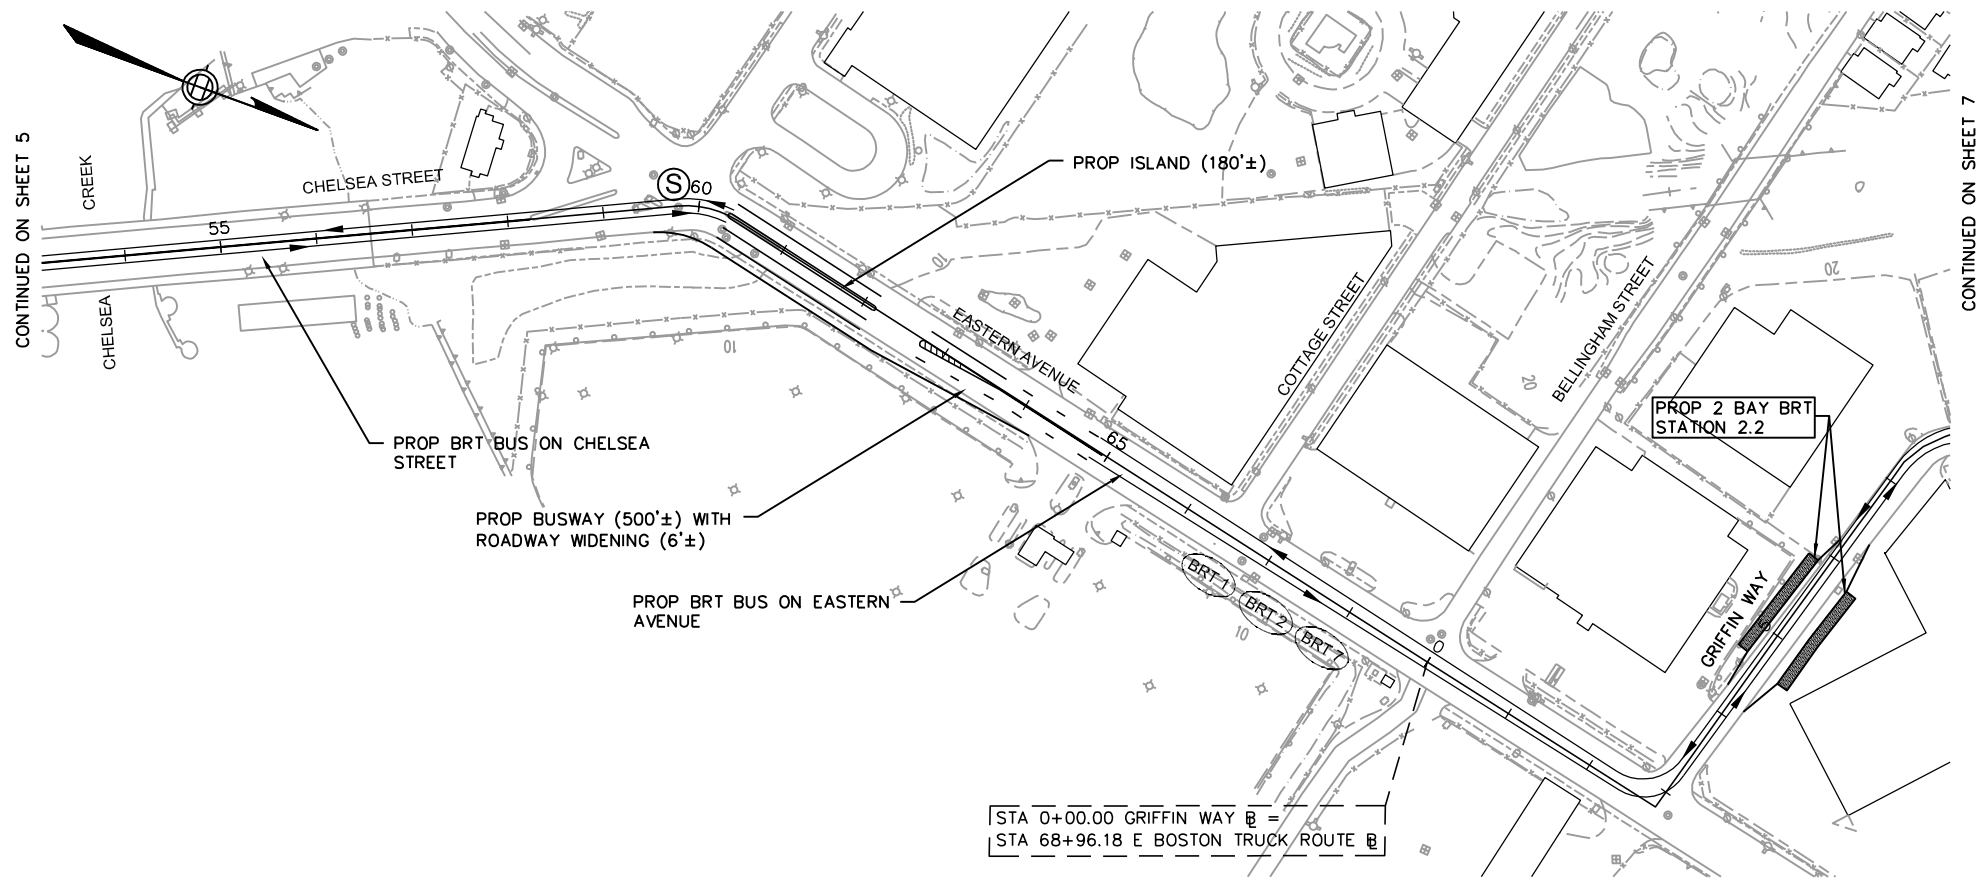 CONTINUED ON SHEET 5
CREEK
CHELSEA
CHELSEA STREET
55
S
60
PROP ISLAND (180'±)
10
EASTERN AVENUE
COTTAGE STREET
BELLINGHAM STREET
20
20
CONTINUED ON SHEET 7
10
65
PROP 2 BAY BRT
STATION 2.2
PROP BRT BUS ON CHELSEA
STREET
PROP BUSWAY (500'±) WITH
ROADWAY WIDENING (6'±)
PROP BRT BUS ON EASTERN
AVENUE
BRT 1
BRT 2
BRT 7
10
0
GRIFFIN WAY
5
STA 0+00.00 GRIFFIN WAY BL =
STA 68+96.18 E BOSTON TRUCK ROUTE BL